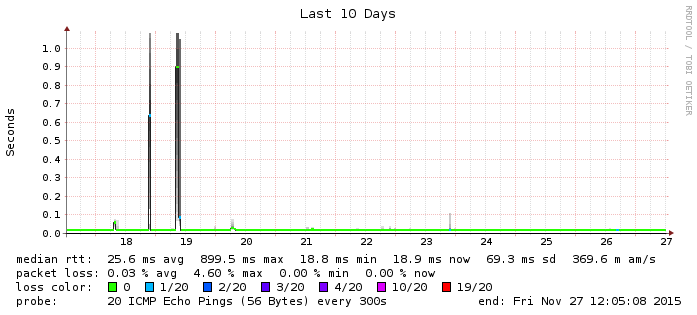 Last 10 Days
RRDTOOL / TOBI OETIKER
Seconds
1.0
0.9
0.8
0.7
0.6
0.5
0.4
0.3
0.2
0.1
0.0
18 19 20 21 22 23 24 25 26 27
median rtt: 25.6 ms avg 899.5 ms max 18.8 ms min 18.9 ms now 69.3 ms sd 369.6 m am/s
packet loss: 0.03 % avg 4.60 % max 0.00 % min 0.00 % now
loss color: 0 1/20 2/20 3/20 4/20 10/20 19/20
probe: 20 ICMP Echo Pings (56 Bytes) every 300s end: Fri Nov 27 12:05:08 2015